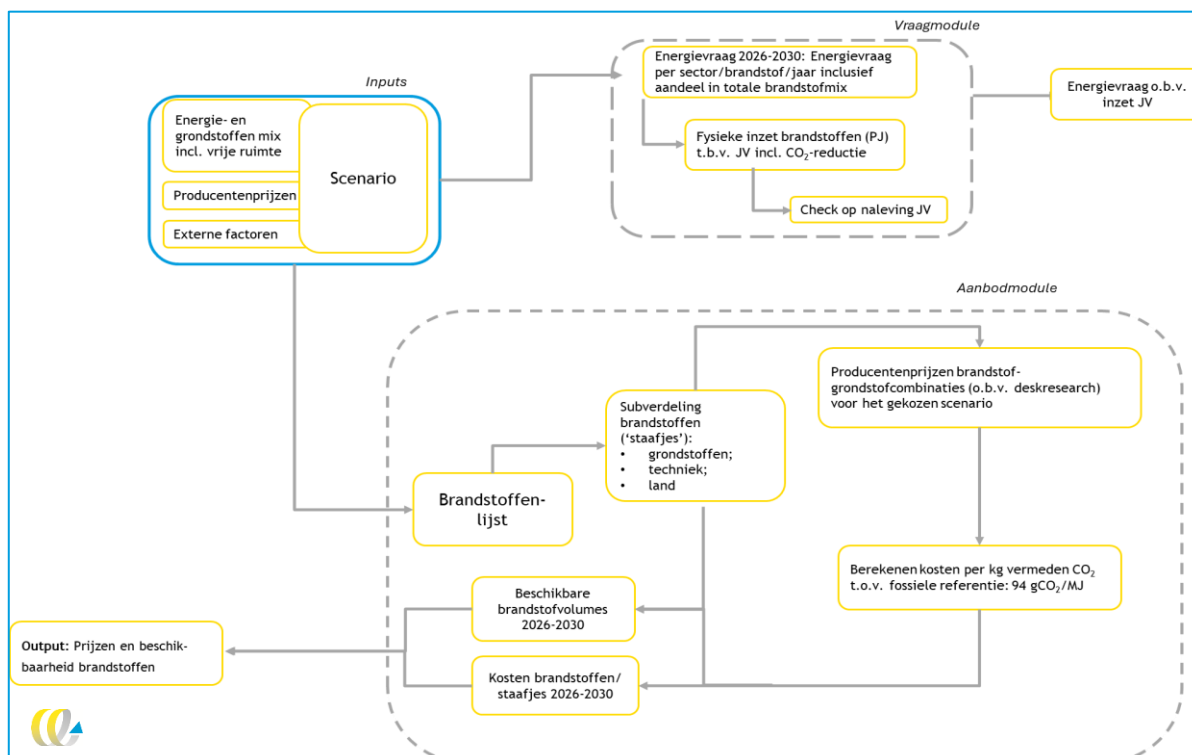 Vraagmodule
Inputs
Energie- en
grondstoffen mix
incl. vrije ruimte
Producentenprijzen
Externe factoren
Scenario
Energievraag 2026-2030: Energievraag
per sector/brandstof/jaar inclusief
aandeel in totale brandstofmix
Fysieke inzet brandstoffen (PJ)
t.b.v. JV incl. CO₂-reductie
Check op naleving JV
Energievraag o.b.v.
inzet JV
Aanbodmodule
Brandstoffen-
lijst
Subverdeling
brandstoffen
(‘staafjes’):
• grondstoffen;
• techniek;
• land
Producentenprijzen brandstof-
grondstofcombinaties (o.b.v. deskresearch)
voor het gekozen scenario
Berekenen kosten per kg vermeden CO₂
t.o.v. fossiele referentie: 94 gCO₂/MJ
Beschikbare
brandstofvolumes
2026-2030
Kosten brandstoffen/
staafjes 2026-2030
Output: Prijzen en beschik-
baarheid brandstoffen